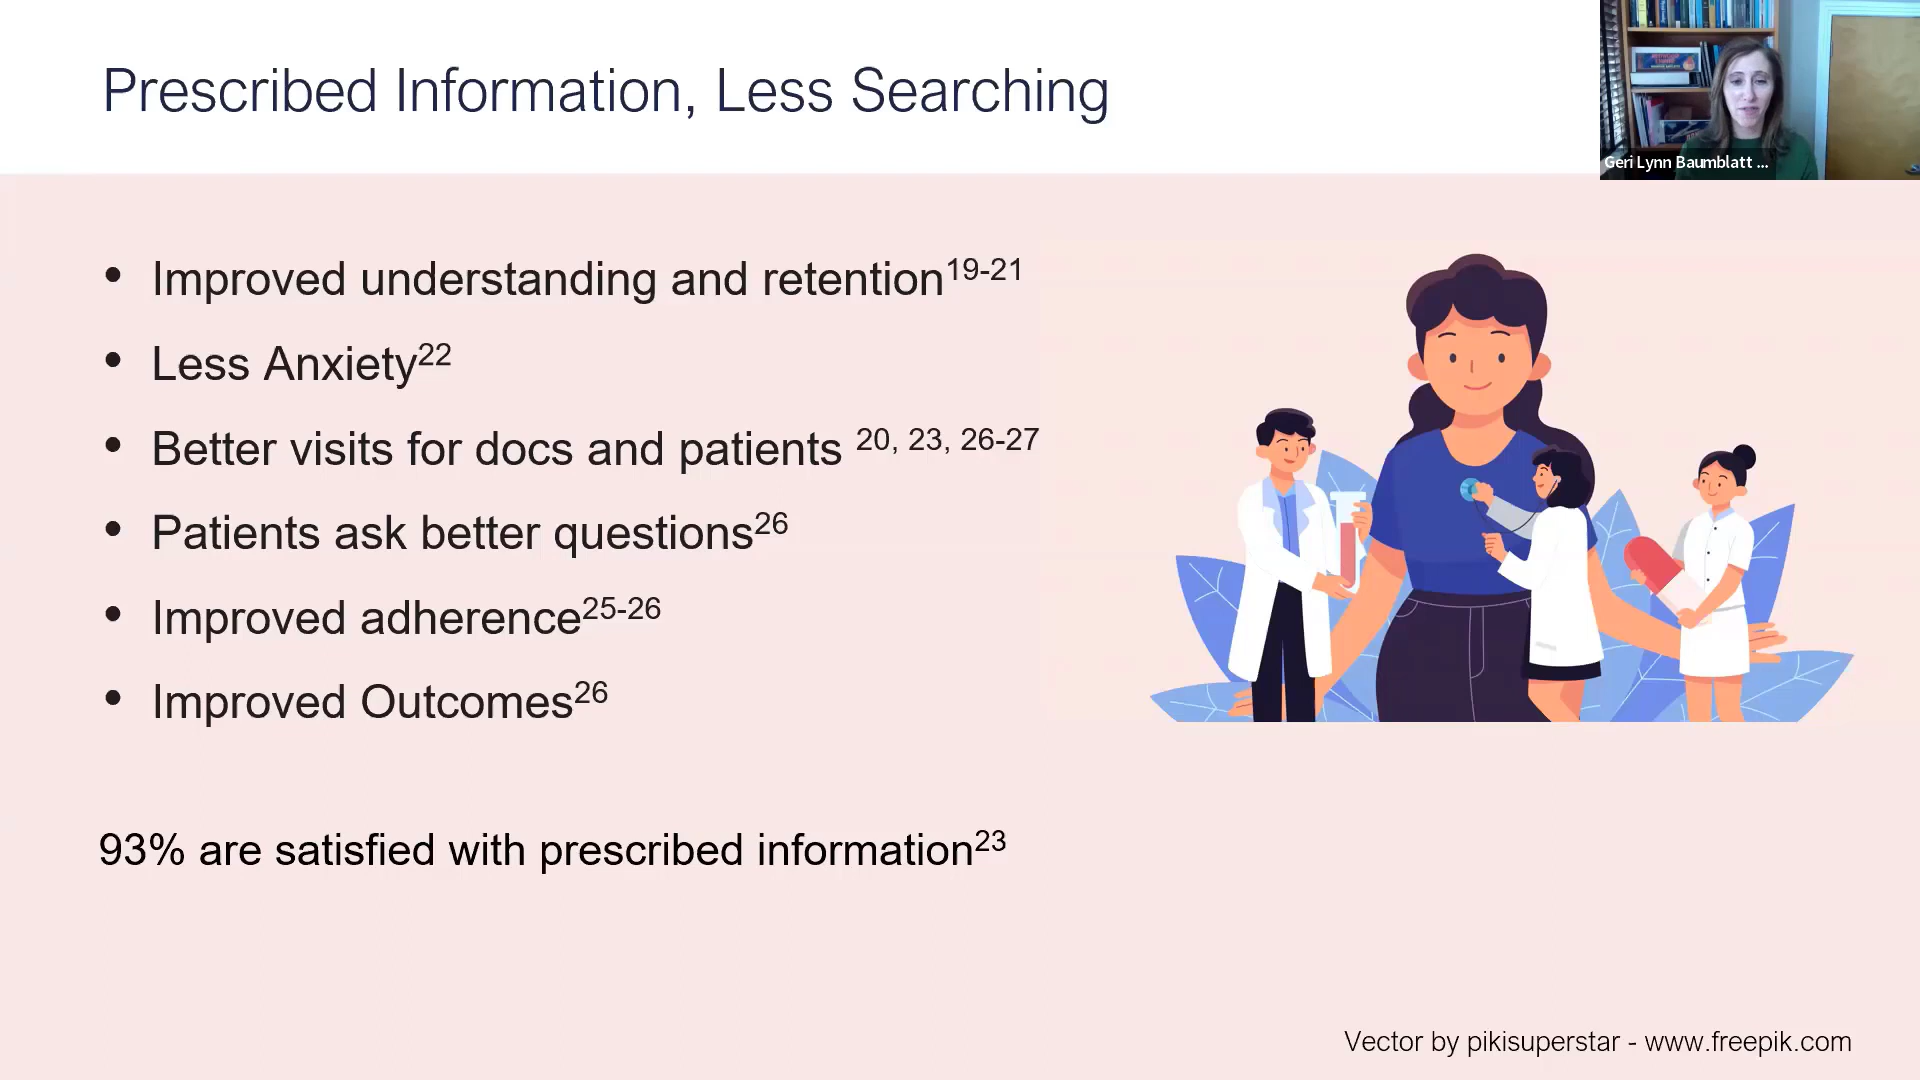 Prescribed Information, Less Searching
Geri Lynn Baumblatt ...
• Improved understanding and retention19-21
• Less Anxiety22
• Better visits for docs and patients 20, 23, 26-27
• Patients ask better questions26
• Improved adherence25-26
• Improved Outcomes26
93% are satisfied with prescribed information23
Vector by pikisuperstar - www.freepik.com